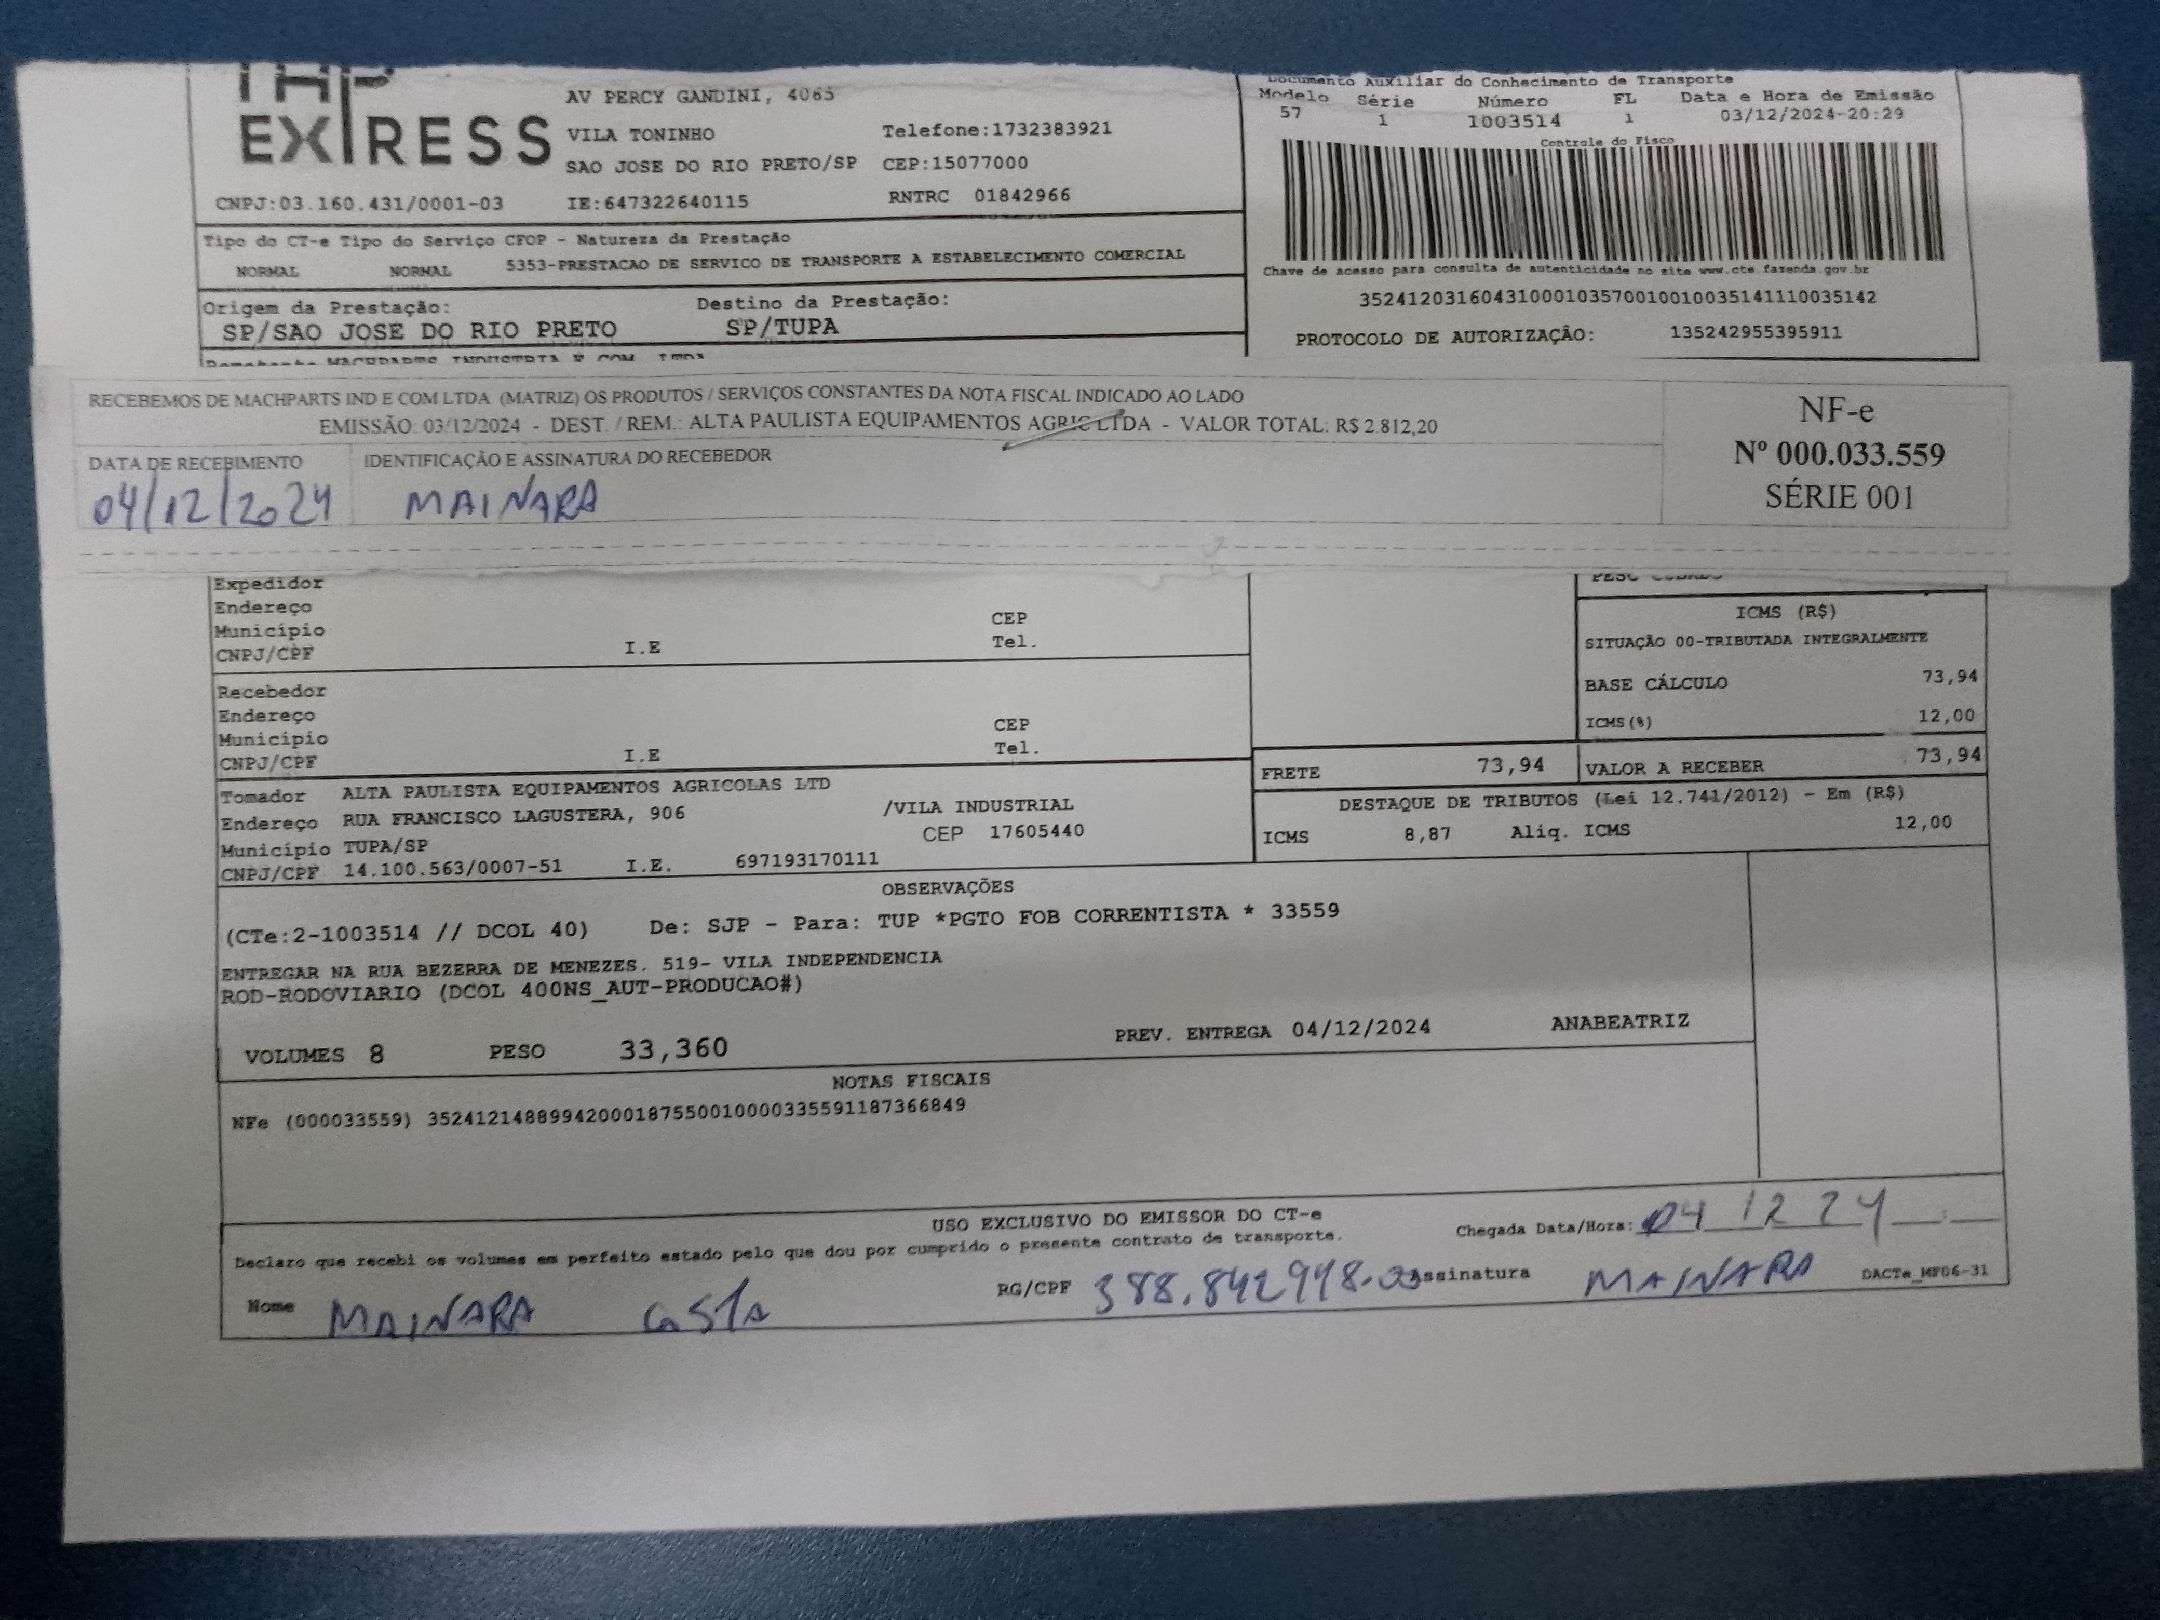 EXPRESS
AV PERCY GANDINI, 4065
VILA TONINHO Telefone:1732383921
SAO JOSE DO RIO PRETO/SP CEP:15077000
CNPJ:03.160.431/0001-03 IE:647322640115 RNTRC 01842966
Documento Auxiliar do Conhecimento de Transporte
Modelo Série Número FL Data e Hora de Emissão
57 1 1003514 1 03/12/2024-20:29
Controle do Fisco
Chave de acesso para consulta de autenticidade no site www.cte.fazenda.gov.br
35241203160431000103570010010035141110035142
PROTOCOLO DE AUTORIZAÇÃO: 135242955395911
Tipo do CT-e Tipo do Serviço CFOP - Natureza da Prestação
NORMAL NORMAL 5353-PRESTACAO DE SERVICO DE TRANSPORTE A ESTABELECIMENTO COMERCIAL
Origem da Prestação: Destino da Prestação:
SP/SAO JOSE DO RIO PRETO SP/TUPA
Remetente MACHPARTS INDUSTRIA E COM. LTDA
RECEBEMOS DE MACHPARTS IND E COM LTDA (MATRIZ) OS PRODUTOS / SERVIÇOS CONSTANTES DA NOTA FISCAL INDICADO AO LADO
EMISSÃO: 03/12/2024 - DEST. / REM.: ALTA PAULISTA EQUIPAMENTOS AGRIC LTDA - VALOR TOTAL: R$ 2.812,20
DATA DE RECEBIMENTO IDENTIFICAÇÃO E ASSINATURA DO RECEBEDOR
04/12/2024 MAINARA
NF-e
Nº 000.033.559
SÉRIE 001
Expedidor
Endereço CEP
Município Tel.
CNPJ/CPF I.E
Recebedor
Endereço CEP
Município Tel.
CNPJ/CPF I.E
PESO CUBADO
ICMS (R$)
SITUAÇÃO 00-TRIBUTADA INTEGRALMENTE
BASE CÁLCULO 73,94
ICMS(%) 12,00
FRETE 73,94 VALOR A RECEBER 73,94
DESTAQUE DE TRIBUTOS (Lei 12.741/2012) - Em (R$)
ICMS 8,87 Aliq. ICMS 12,00
Tomador ALTA PAULISTA EQUIPAMENTOS AGRICOLAS LTD
Endereço RUA FRANCISCO LAGUSTERA, 906 /VILA INDUSTRIAL
Município TUPA/SP CEP 17605440
CNPJ/CPF 14.100.563/0007-51 I.E. 697193170111
OBSERVAÇÕES
(CTe:2-1003514 // DCOL 40) De: SJP - Para: TUP *PGTO FOB CORRENTISTA * 33559
ENTREGAR NA RUA BEZERRA DE MENEZES. 519- VILA INDEPENDENCIA
ROD-RODOVIARIO (DCOL 400NS_AUT-PRODUCAO#)
VOLUMES 8 PESO 33,360 PREV. ENTREGA 04/12/2024 ANABEATRIZ
NOTAS FISCAIS
NFe (000033559) 35241214889942000187550010000335591187366849
USO EXCLUSIVO DO EMISSOR DO CT-e
Chegada Data/Hora: 04 12 24 :
Declaro que recebi os volumes em perfeito estado pelo que dou por cumprido o presente contrato de transporte.
Nome MAINARA Costa RG/CPF Assinatura MAINARA DACTe_MF06-31